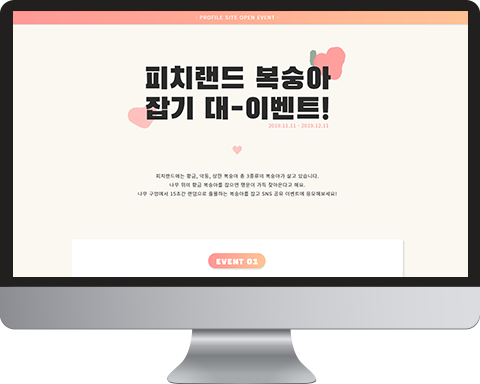 - PROFILE SITE OPEN EVENT -
피치랜드 복숭아
잡기 대-이벤트!
2019.11.11 - 2019.12.11
피치랜드에는 황금, 덕둥, 상한 복숭아 총 3종류의 복숭아가 살고 있습니다.
나무 위의 황금 복숭아를 잡으면 행운이 가득 찾아온다고 해요.
나무 구멍에서 15초간 랜덤으로 출몰하는 복숭아를 잡고 SNS 공유 이벤트에 응모해보세요!
EVENT 01